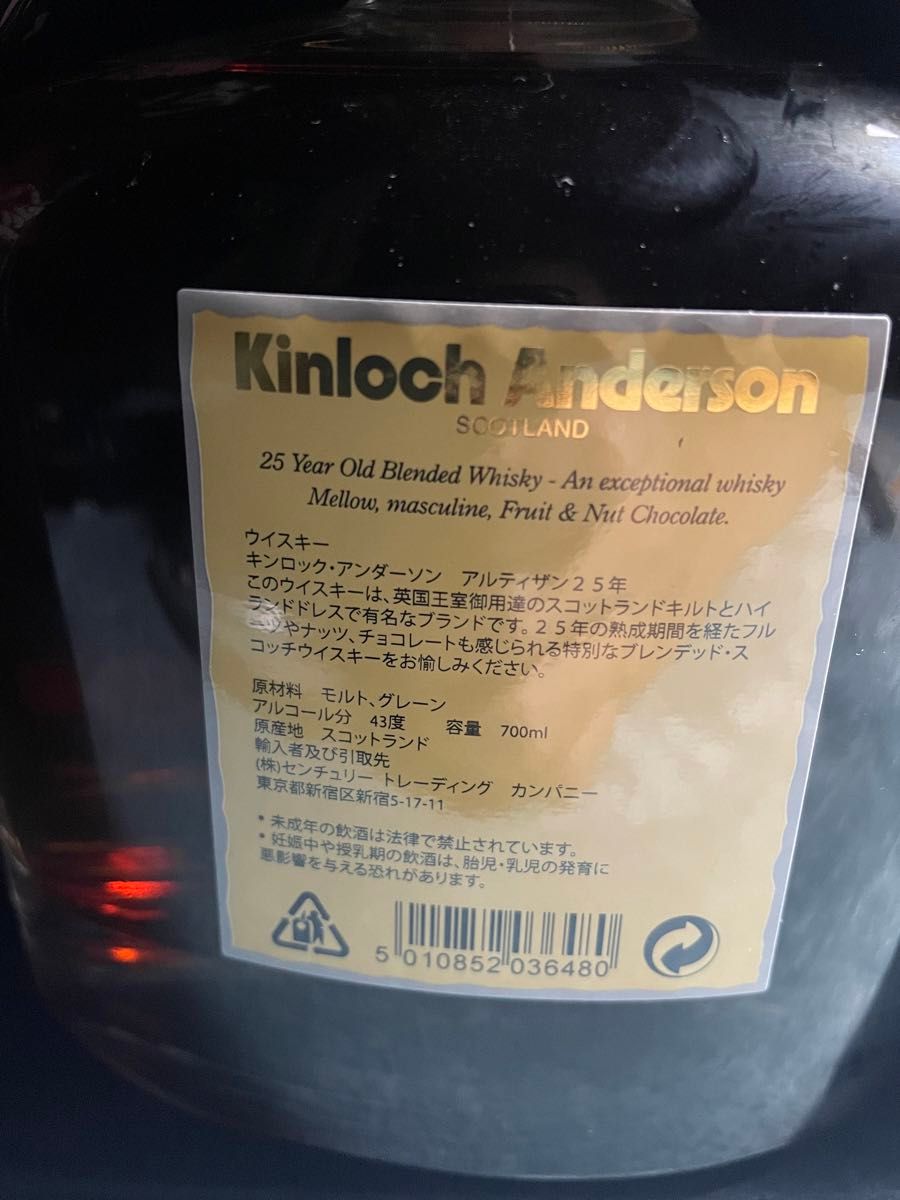 Kinloch Anderson
SCOTLAND
25 Year Old Blended Whisky - An exceptional whisky
Mellow, masculine, Fruit & Nut Chocolate.
ウイスキー
キンロック・アンダーソン アルティザン２５年
このウイスキーは、英国王室御用達のスコットランドキルトとハイ
ランドドレスで有名なブランドです。２５年の熟成期間を経たフル
ーツやナッツ、チョコレートも感じられる特別なブレンデッド・ス
コッチウイスキーをお愉しみください。
原材料 モルト、グレーン
アルコール分 43度 容量 700ml
原産地 スコットランド
輸入者及び引取先
(株)センチュリー トレーディング カンパニー
東京都新宿区新宿5-17-11
* 未成年の飲酒は法律で禁止されています。
* 妊娠中や授乳期の飲酒は、胎児・乳児の発育に
悪影響を与える恐れがあります。
5 010852 036480